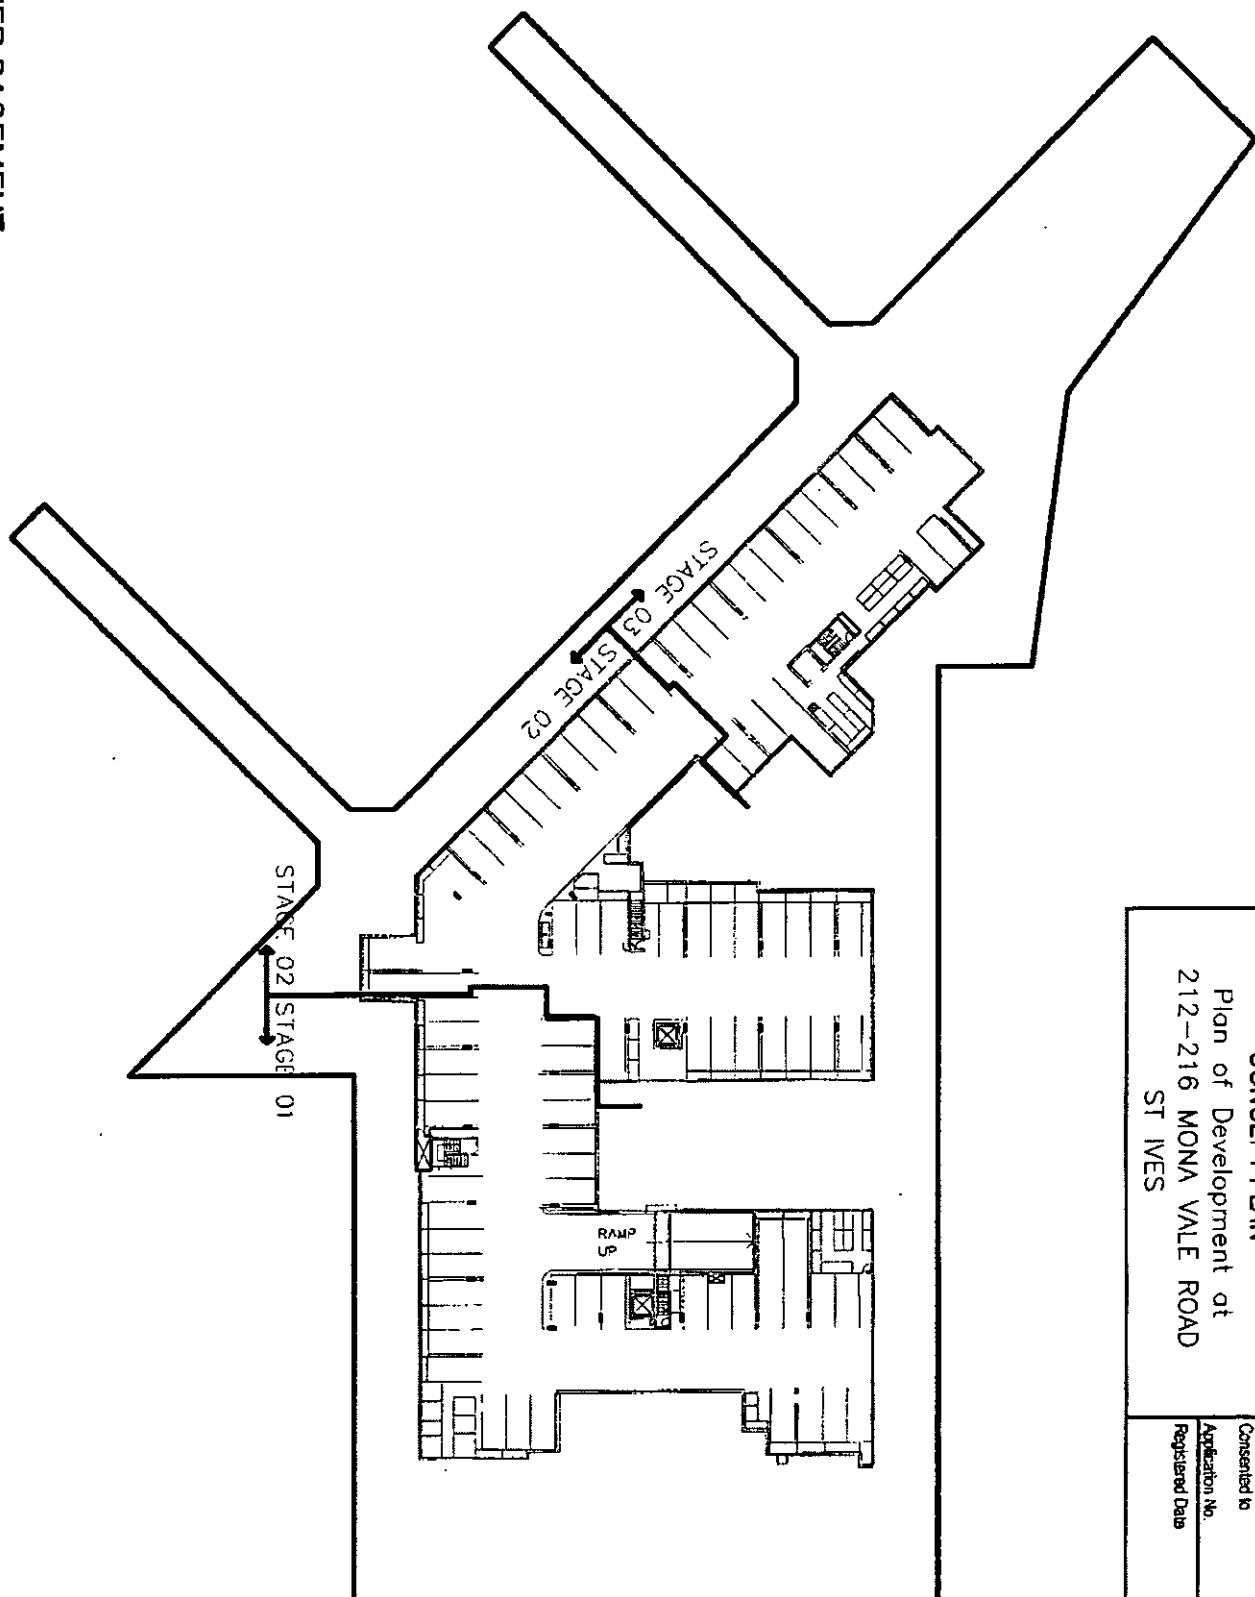 Plan of Development at
212-216 MONA VALE ROAD
ST IVES
Consented to
Application No.
Registered Date
STAGE 03
STAGE 02
STAGE 02 STAGE 01
RAMP
UP